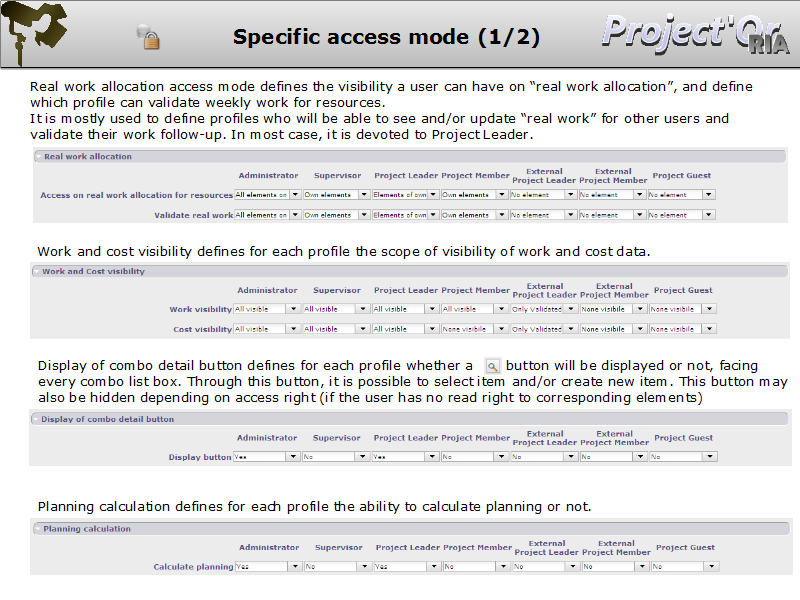 Specific access mode (1/2)
Project'Or
RIA
Real work allocation access mode defines the visibility a user can have on “real work allocation”, and define
which profile can validate weekly work for resources.
It is mostly used to define profiles who will be able to see and/or update “real work” for other users and
validate their work follow-up. In most case, it is devoted to Project Leader.
Real work allocation
Administrator Supervisor Project Leader Project Member External Project Leader External Project Member Project Guest
Access on real work allocation for resources All elements on Own elements Elements of own Own elements No element No element No element
Validate real work All elements on Own elements Elements of own Own elements No element No element No element
Work and cost visibility defines for each profile the scope of visibility of work and cost data.
Work and Cost visibility
Administrator Supervisor Project Leader Project Member External Project Leader External Project Member Project Guest
Work visibility All visible All visible All visible All visible Only Validated None visibile None visibile
Cost visibility All visible All visible All visible None visibile Only Validated None visibile None visibile
Display of combo detail button defines for each profile whether a button will be displayed or not, facing
every combo list box. Through this button, it is possible to select item and/or create new item. This button may
also be hidden depending on access right (if the user has no read right to corresponding elements)
Display of combo detail button
Administrator Supervisor Project Leader Project Member External Project Leader External Project Member Project Guest
Display button Yes No Yes No No No No
Planning calculation defines for each profile the ability to calculate planning or not.
Planning calculation
Administrator Supervisor Project Leader Project Member External Project Leader External Project Member Project Guest
Calculate planning Yes No Yes No No No No